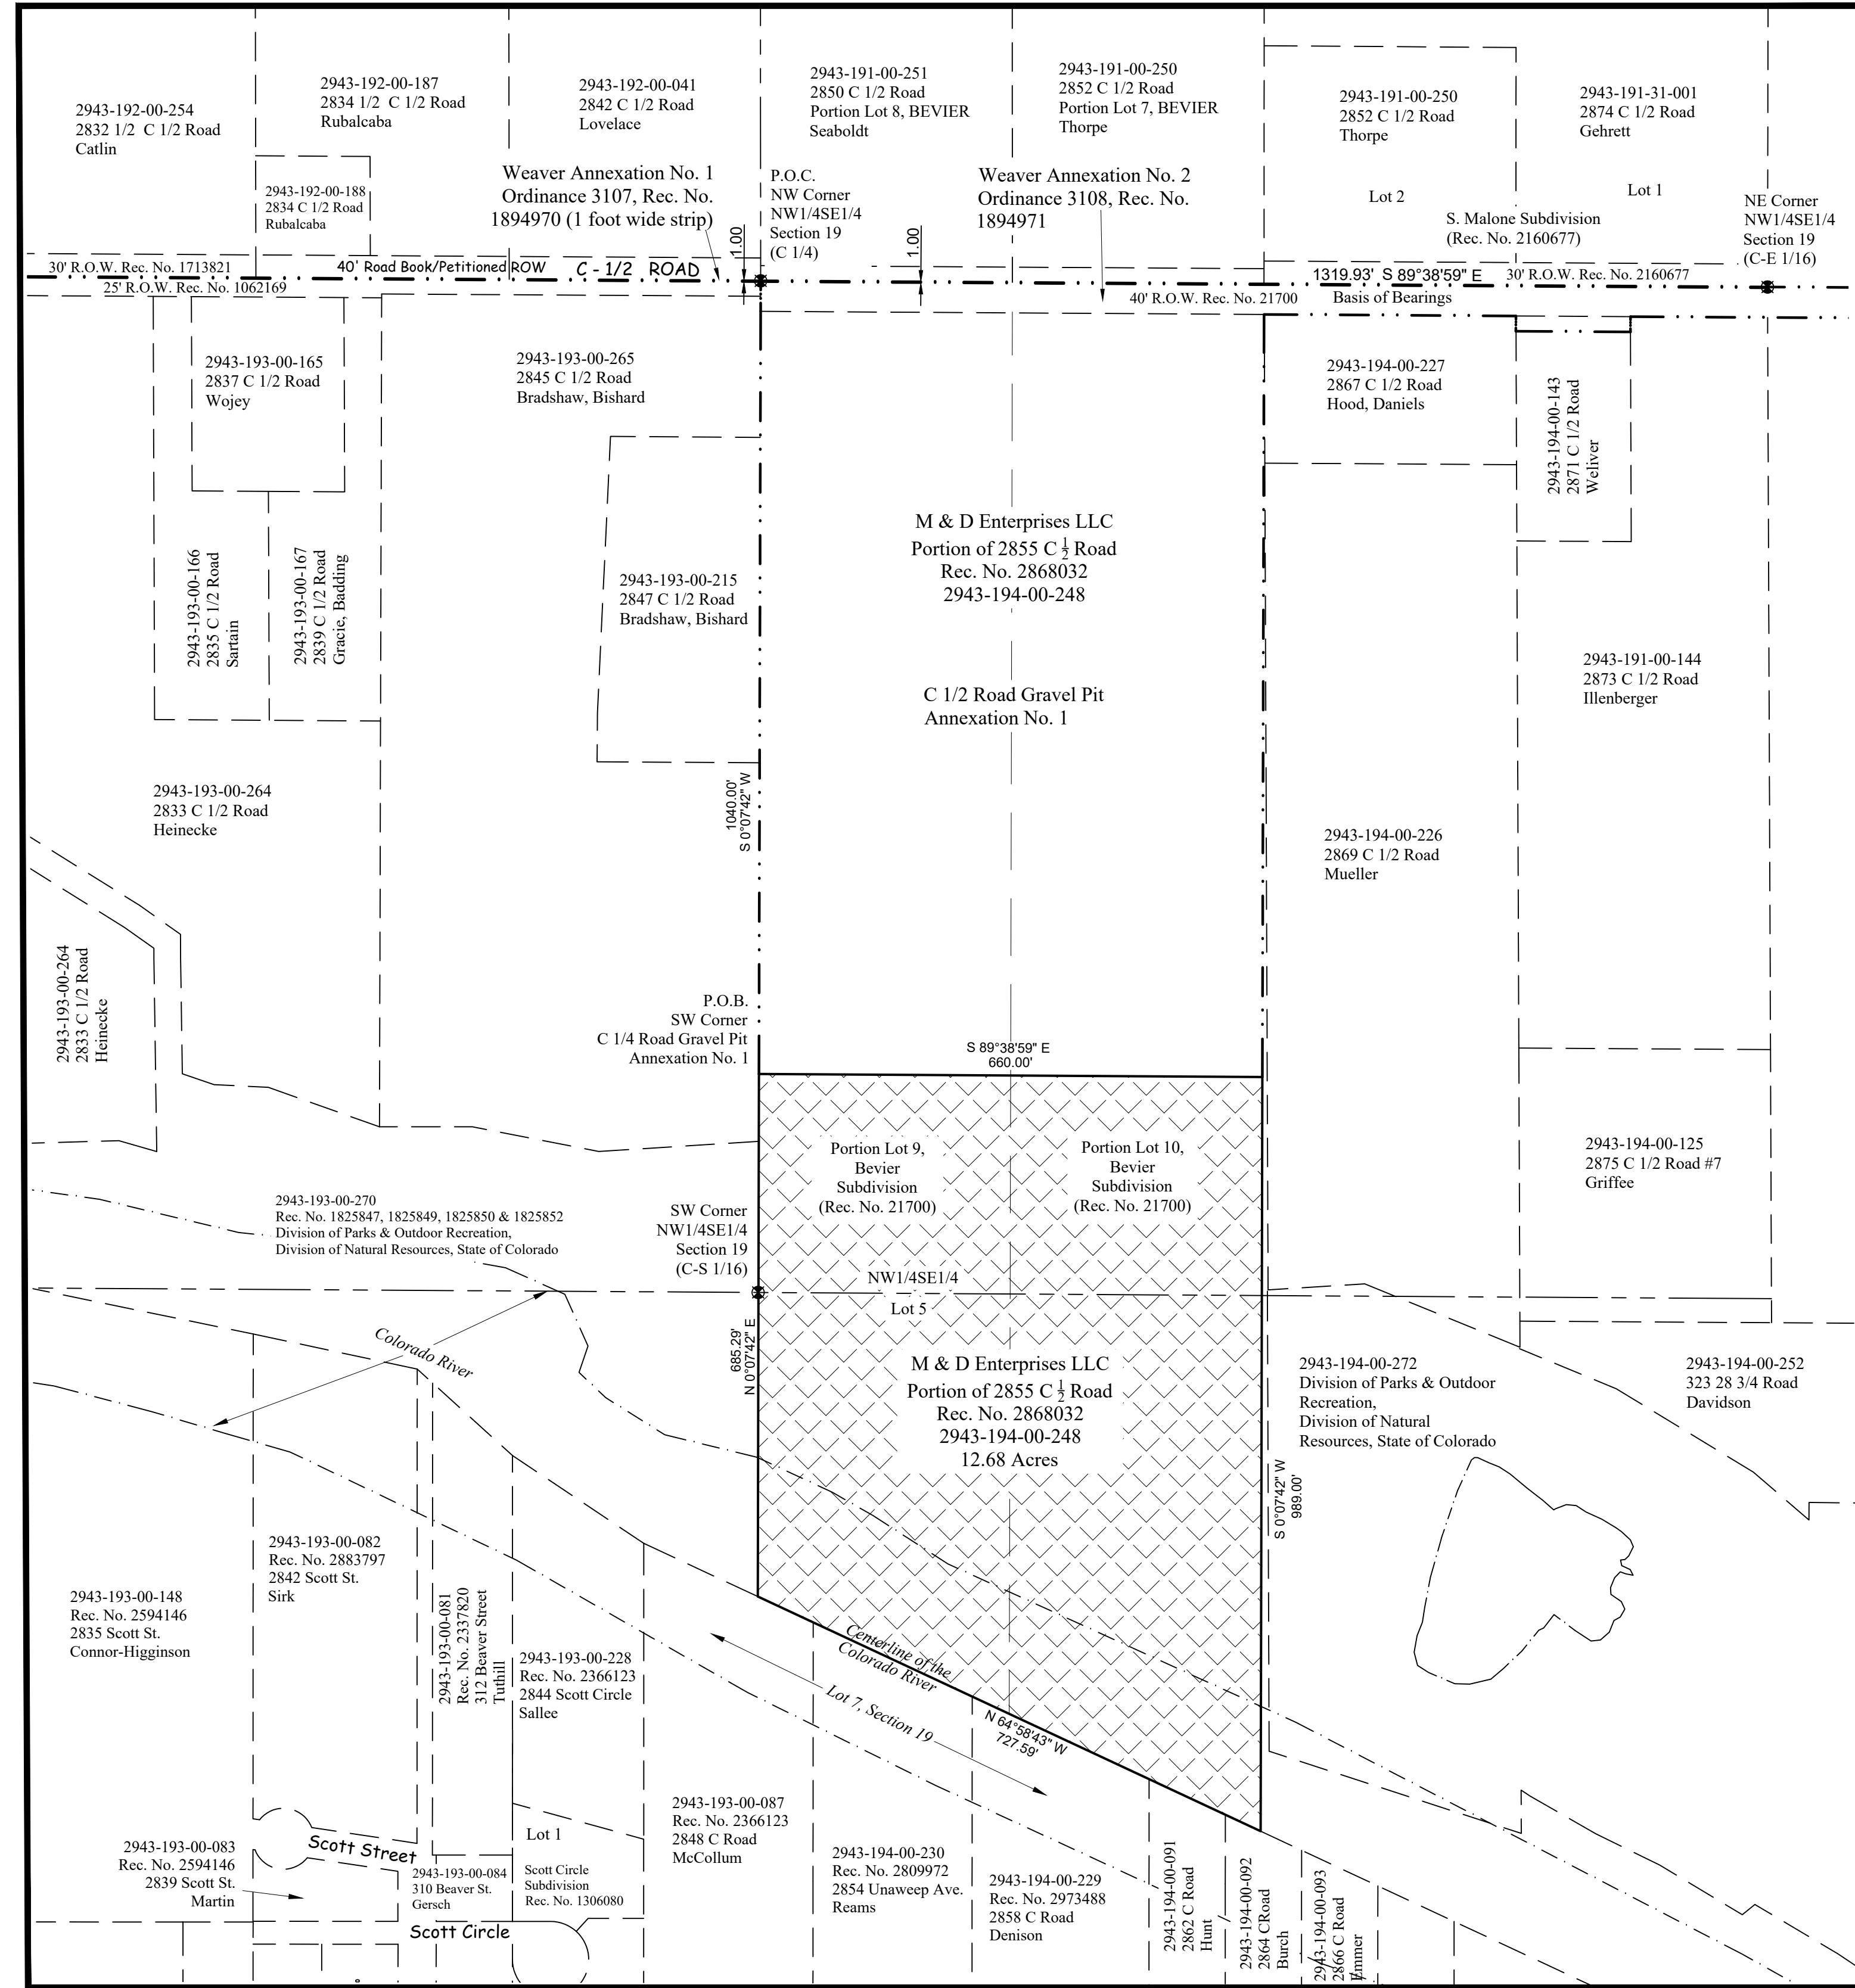 2943-192-00-254
2832 1/2  C 1/2 Road
Catlin
2943-192-00-187
2834 1/2  C 1/2 Road
Rubalcaba
2943-192-00-041
2842 C 1/2 Road
Lovelace
2943-191-00-251
2850 C 1/2 Road
Portion Lot 8, BEVIER
Seaboldt
2943-191-00-250
2852 C 1/2 Road
Portion Lot 7, BEVIER
Thorpe
2943-191-00-250
2852 C 1/2 Road
Thorpe
2943-191-31-001
2874 C 1/2 Road
Gehrett
2943-192-00-188
2834 C 1/2 Road
Rubalcaba
Weaver Annexation No. 1
Ordinance 3107, Rec. No.
1894970 (1 foot wide strip)
P.O.C.
NW Corner
NW1/4SE1/4
Section 19
(C 1/4)
Weaver Annexation No. 2
Ordinance 3108, Rec. No.
1894971
Lot 2
Lot 1
S. Malone Subdivision
(Rec. No. 2160677)
NE Corner
NW1/4SE1/4
Section 19
(C-E 1/16)
1.00
1.00
30' R.O.W. Rec. No. 1713821
40' Road Book/Petitioned ROW
C - 1/2 ROAD
1319.93' S 89°38'59" E
30' R.O.W. Rec. No. 2160677
25' R.O.W. Rec. No. 1062169
40' R.O.W. Rec. No. 21700
Basis of Bearings
2943-193-00-165
2837 C 1/2 Road
Wojey
2943-193-00-265
2845 C 1/2 Road
Bradshaw, Bishard
2943-194-00-227
2867 C 1/2 Road
Hood, Daniels
2943-194-00-143
2871 C 1/2 Road
Weliver
M & D Enterprises LLC
Portion of 2855 C ½ Road
Rec. No. 2868032
2943-194-00-248
2943-193-00-166
2835 C 1/2 Road
Sartain
2943-193-00-167
2839 C 1/2 Road
Gracie, Badding
2943-193-00-215
2847 C 1/2 Road
Bradshaw, Bishard
2943-191-00-144
2873 C 1/2 Road
Illenberger
C 1/2 Road Gravel Pit
Annexation No. 1
2943-193-00-264
2833 C 1/2 Road
Heinecke
1040.00'
S 0°07'42" W
2943-194-00-226
2869 C 1/2 Road
Mueller
2943-193-00-264
2833 C 1/2 Road
Heinecke
P.O.B.
SW Corner
C 1/4 Road Gravel Pit
Annexation No. 1
S 89°38'59" E
660.00'
Portion Lot 9,
Bevier
Subdivision
(Rec. No. 21700)
Portion Lot 10,
Bevier
Subdivision
(Rec. No. 21700)
2943-194-00-125
2875 C 1/2 Road #7
Griffee
2943-193-00-270
Rec. No. 1825847, 1825849, 1825850 & 1825852
Division of Parks & Outdoor Recreation,
Division of Natural Resources, State of Colorado
SW Corner
NW1/4SE1/4
Section 19
(C-S 1/16)
NW1/4SE1/4
Lot 5
Colorado River
685.29'
N 0°07'42" E
M & D Enterprises LLC
Portion of 2855 C ½ Road
Rec. No. 2868032
2943-194-00-248
12.68 Acres
2943-194-00-272
Division of Parks & Outdoor
Recreation,
Division of Natural
Resources, State of Colorado
2943-194-00-252
323 28 3/4 Road
Davidson
S 0°07'42" W
989.00'
2943-193-00-082
Rec. No. 2883797
2842 Scott St.
Sirk
2943-193-00-148
Rec. No. 2594146
2835 Scott St.
Connor-Higginson
2943-193-00-081
Rec. No. 2337820
312 Beaver Street
Tuthill
2943-193-00-228
Rec. No. 2366123
2844 Scott Circle
Sallee
Centerline of the
Colorado River
Lot 7, Section 19
N 64°58'43" W
727.59'
2943-193-00-087
Rec. No. 2366123
2848 C Road
McCollum
2943-193-00-083
Rec. No. 2594146
2839 Scott St.
Martin
Scott Street
Lot 1
2943-193-00-084
310 Beaver St.
Gersch
Scott Circle
Subdivision
Rec. No. 1306080
Scott Circle
2943-194-00-230
Rec. No. 2809972
2854 Unaweep Ave.
Reams
2943-194-00-229
Rec. No. 2973488
2858 C Road
Denison
2943-194-00-091
2862 C Road
Hunt
2943-194-00-092
2864 CRoad
Burch
2943-194-000-093
2866 C Road
Emmer